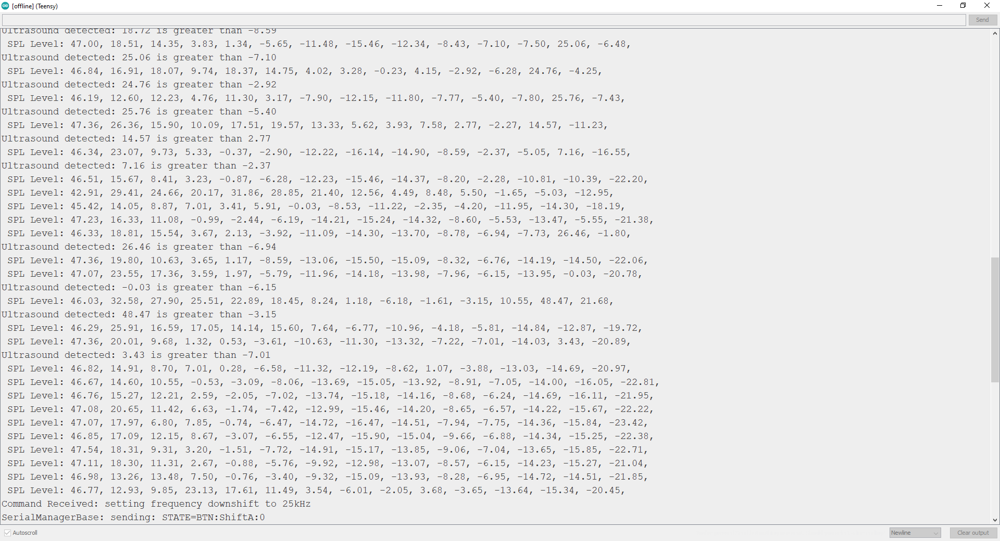 [offline] (Teensy)
Send
Ultrasound detected: 18.72 is greater than -8.59
SPL Level: 47.00, 18.51, 14.35, 3.83, 1.34, -5.65, -11.48, -15.46, -12.34, -8.43, -7.10, -7.50, 25.06, -6.48,
Ultrasound detected: 25.06 is greater than -7.10
SPL Level: 46.84, 16.91, 18.07, 9.74, 18.37, 14.75, 4.02, 3.28, -0.23, 4.15, -2.92, -6.28, 24.76, -4.25,
Ultrasound detected: 24.76 is greater than -2.92
SPL Level: 46.19, 12.60, 12.23, 4.76, 11.30, 3.17, -7.90, -12.15, -11.80, -7.77, -5.40, -7.80, 25.76, -7.43,
Ultrasound detected: 25.76 is greater than -5.40
SPL Level: 47.36, 26.36, 15.90, 10.09, 17.51, 19.57, 13.33, 5.62, 3.93, 7.58, 2.77, -2.27, 14.57, -11.23,
Ultrasound detected: 14.57 is greater than 2.77
SPL Level: 46.34, 23.07, 9.73, 5.33, -0.37, -2.90, -12.22, -16.14, -14.90, -8.59, -2.37, -5.05, 7.16, -16.55,
Ultrasound detected: 7.16 is greater than -2.37
SPL Level: 46.51, 15.67, 8.41, 3.23, -0.87, -6.28, -12.23, -15.46, -14.37, -8.20, -2.28, -10.81, -10.39, -22.20,
SPL Level: 42.91, 29.41, 24.66, 20.17, 31.86, 28.85, 21.40, 12.56, 4.49, 8.48, 5.50, -1.65, -5.03, -12.95,
SPL Level: 45.42, 14.05, 8.87, 7.01, 3.41, 5.91, -0.03, -8.53, -11.22, -2.35, -4.20, -11.95, -14.30, -18.19,
SPL Level: 47.23, 16.33, 11.08, -0.99, -2.44, -6.19, -14.21, -15.24, -14.32, -8.60, -5.53, -13.47, -5.55, -21.38,
SPL Level: 46.33, 18.81, 15.54, 3.67, 2.13, -3.92, -11.09, -14.30, -13.70, -8.78, -6.94, -7.73, 26.46, -1.80,
Ultrasound detected: 26.46 is greater than -6.94
SPL Level: 47.36, 19.80, 10.63, 3.65, 1.17, -8.59, -13.06, -15.50, -15.09, -8.32, -6.76, -14.19, -14.50, -22.06,
SPL Level: 47.07, 23.55, 17.36, 3.59, 1.97, -5.79, -11.96, -14.18, -13.98, -7.96, -6.15, -13.95, -0.03, -20.78,
Ultrasound detected: -0.03 is greater than -6.15
SPL Level: 46.03, 32.58, 27.90, 25.51, 22.89, 18.45, 8.24, 1.18, -6.18, -1.61, -3.15, 10.55, 48.47, 21.68,
Ultrasound detected: 48.47 is greater than -3.15
SPL Level: 46.29, 25.91, 16.59, 17.05, 14.14, 15.60, 7.64, -6.77, -10.96, -4.18, -5.81, -14.84, -12.87, -19.72,
SPL Level: 47.36, 20.01, 9.68, 1.32, 0.53, -3.61, -10.63, -11.30, -13.32, -7.22, -7.01, -14.03, 3.43, -20.89,
Ultrasound detected: 3.43 is greater than -7.01
SPL Level: 46.82, 14.91, 8.70, 7.01, 0.28, -6.58, -11.32, -12.19, -8.62, 1.07, -3.88, -13.03, -14.69, -20.97,
SPL Level: 46.67, 14.60, 10.55, -0.53, -3.09, -8.06, -13.69, -15.05, -13.92, -8.91, -7.05, -14.00, -16.05, -22.81,
SPL Level: 46.76, 15.27, 12.21, 2.59, -2.05, -7.02, -13.74, -15.18, -14.16, -8.68, -6.24, -14.69, -16.11, -21.95,
SPL Level: 47.08, 20.65, 11.42, 6.63, -1.74, -7.42, -12.99, -15.46, -14.20, -8.65, -6.57, -14.22, -15.67, -22.22,
SPL Level: 47.07, 17.97, 6.80, 7.85, -0.74, -6.47, -14.72, -16.47, -14.51, -7.94, -7.75, -14.36, -15.84, -23.42,
SPL Level: 46.85, 17.09, 12.15, 8.67, -3.07, -6.55, -12.47, -15.90, -15.04, -9.66, -6.88, -14.34, -15.25, -22.38,
SPL Level: 47.54, 18.31, 9.31, 3.20, -1.51, -7.72, -14.91, -15.17, -13.85, -9.06, -7.04, -13.65, -15.85, -22.71,
SPL Level: 47.11, 18.30, 11.31, 2.67, -0.88, -5.76, -9.92, -12.98, -13.07, -8.57, -6.15, -14.23, -15.27, -21.04,
SPL Level: 46.98, 13.26, 13.48, 7.50, -0.76, -3.40, -9.32, -15.09, -13.93, -8.28, -6.95, -14.72, -14.51, -21.85,
SPL Level: 46.77, 12.93, 9.85, 23.13, 17.61, 11.49, 3.54, -6.01, -2.05, 3.68, -3.65, -13.64, -15.34, -20.45,
Command Received: setting frequency downshift to 25kHz
SerialManagerBase: sending: STATE=BTN:ShiftA:0
Autoscroll
Newline
Clear output